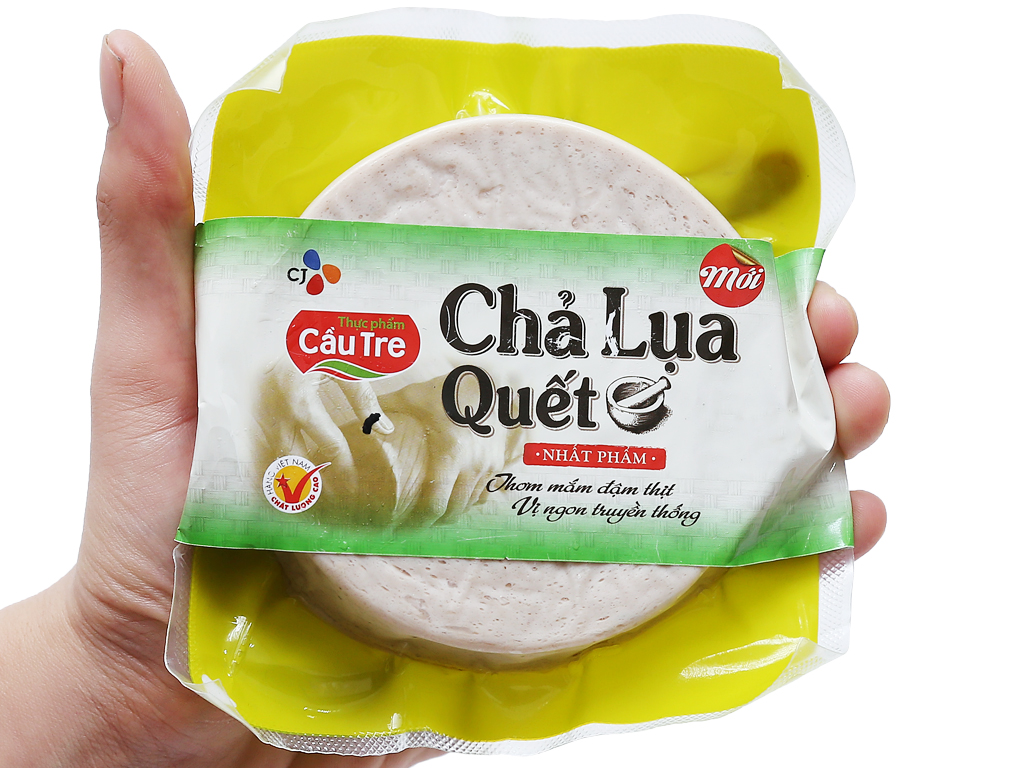 CJ
Mới
Thực phẩm
Cầu Tre
Chả Lụa
Quết
·NHẤT PHẨM·
HÀNG VIỆT NAM
CHẤT LƯỢNG CAO
Thơm mắm đậm thịt
Vị ngon truyền thống